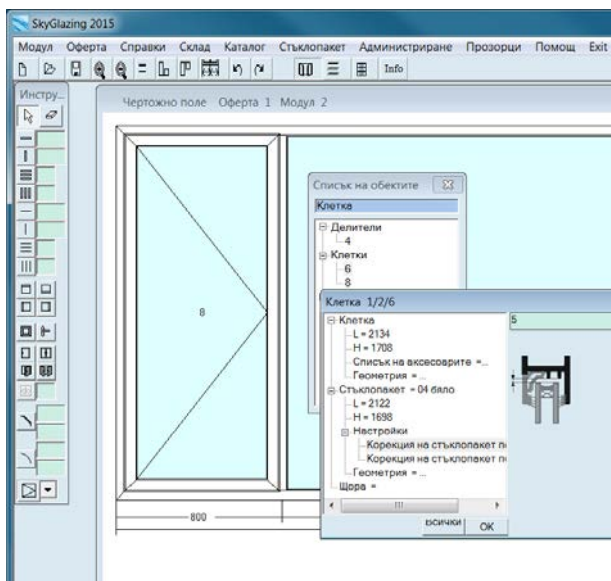 SkyGlazing 2015
Модул Оферта Справки Склад Каталог Стъклопакет Администриране Прозорци Помощ Exit
Info
Инстру...
Чертожно поле Оферта 1 Модул 2
Списък на обектите
Клетка
Делители
4
Клетки
6
8
8
Клетка 1/2/6
Клетка
L = 2134
H = 1708
Списък на аксесоарите =...
Геометрия =...
Стъклопакет = 04 бяло
L = 2122
H = 1698
Настройки
Корекция на стъклопакет по
Корекция на стъклопакет по
Геометрия =...
Щора =
5
Всички OK
800